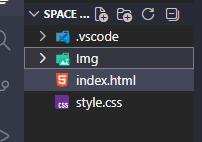 SPACE ...
.vscode
Img
index.html
style.css